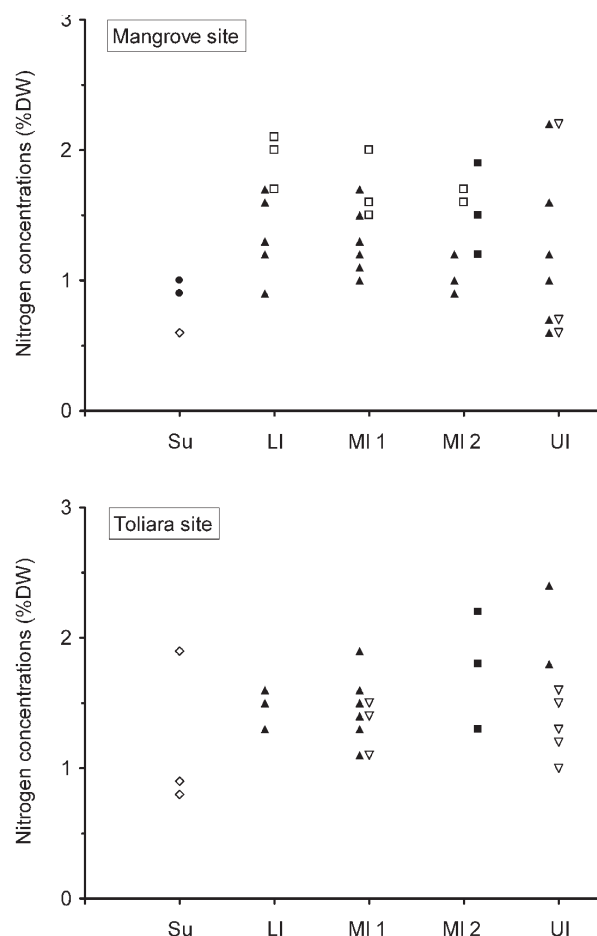 3
Mangrove site
2
1
0
Nitrogen concentrations (%DW)
Su LI MI 1 MI 2 UI
3
Toliara site
2
1
0
Nitrogen concentrations (%DW)
Su LI MI 1 MI 2 UI